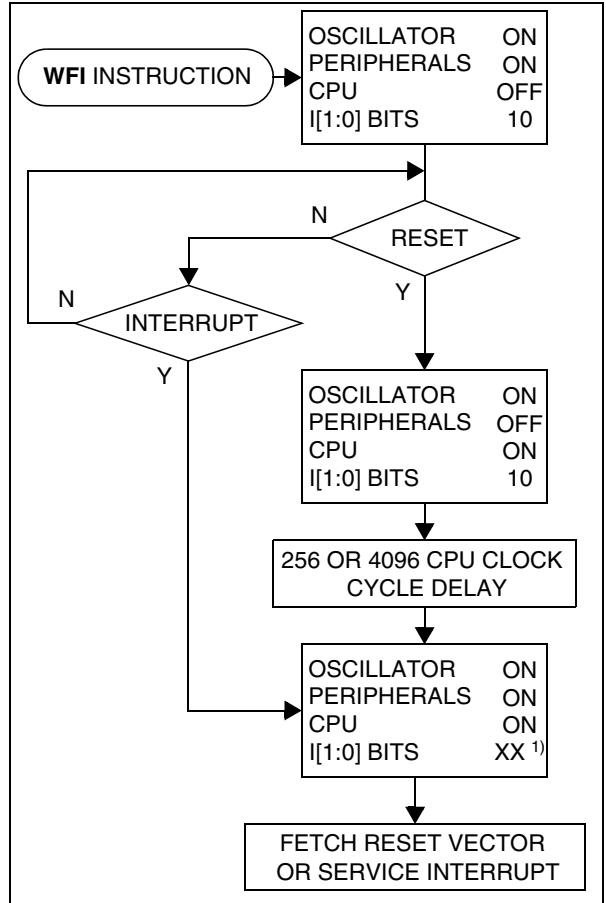 WFI INSTRUCTION
OSCILLATOR ON
PERIPHERALS ON
CPU OFF
I[1:0] BITS 10
N
RESET
N
INTERRUPT
Y
Y
OSCILLATOR ON
PERIPHERALS OFF
CPU ON
I[1:0] BITS 10
256 OR 4096 CPU CLOCK
CYCLE DELAY
OSCILLATOR ON
PERIPHERALS ON
CPU ON
I[1:0] BITS XX 1)
FETCH RESET VECTOR
OR SERVICE INTERRUPT